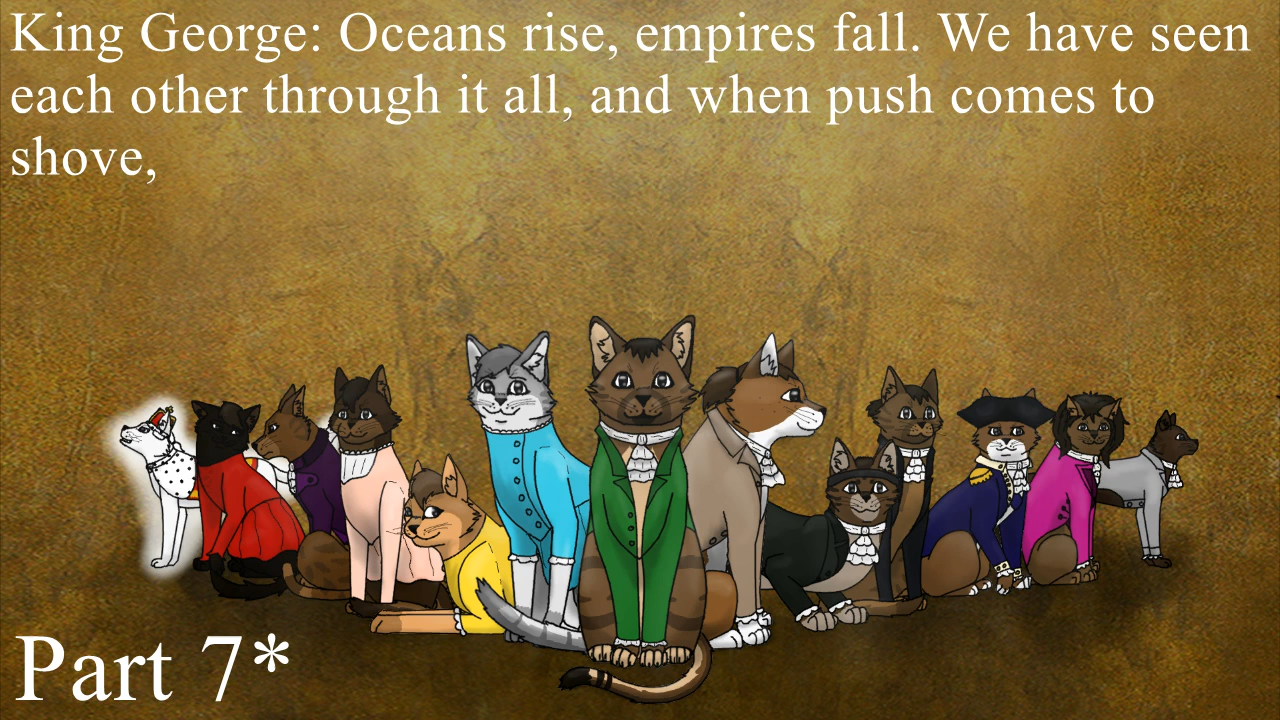 King George: Oceans rise, empires fall. We have seen
each other through it all, and when push comes to
shove,
Part 7*